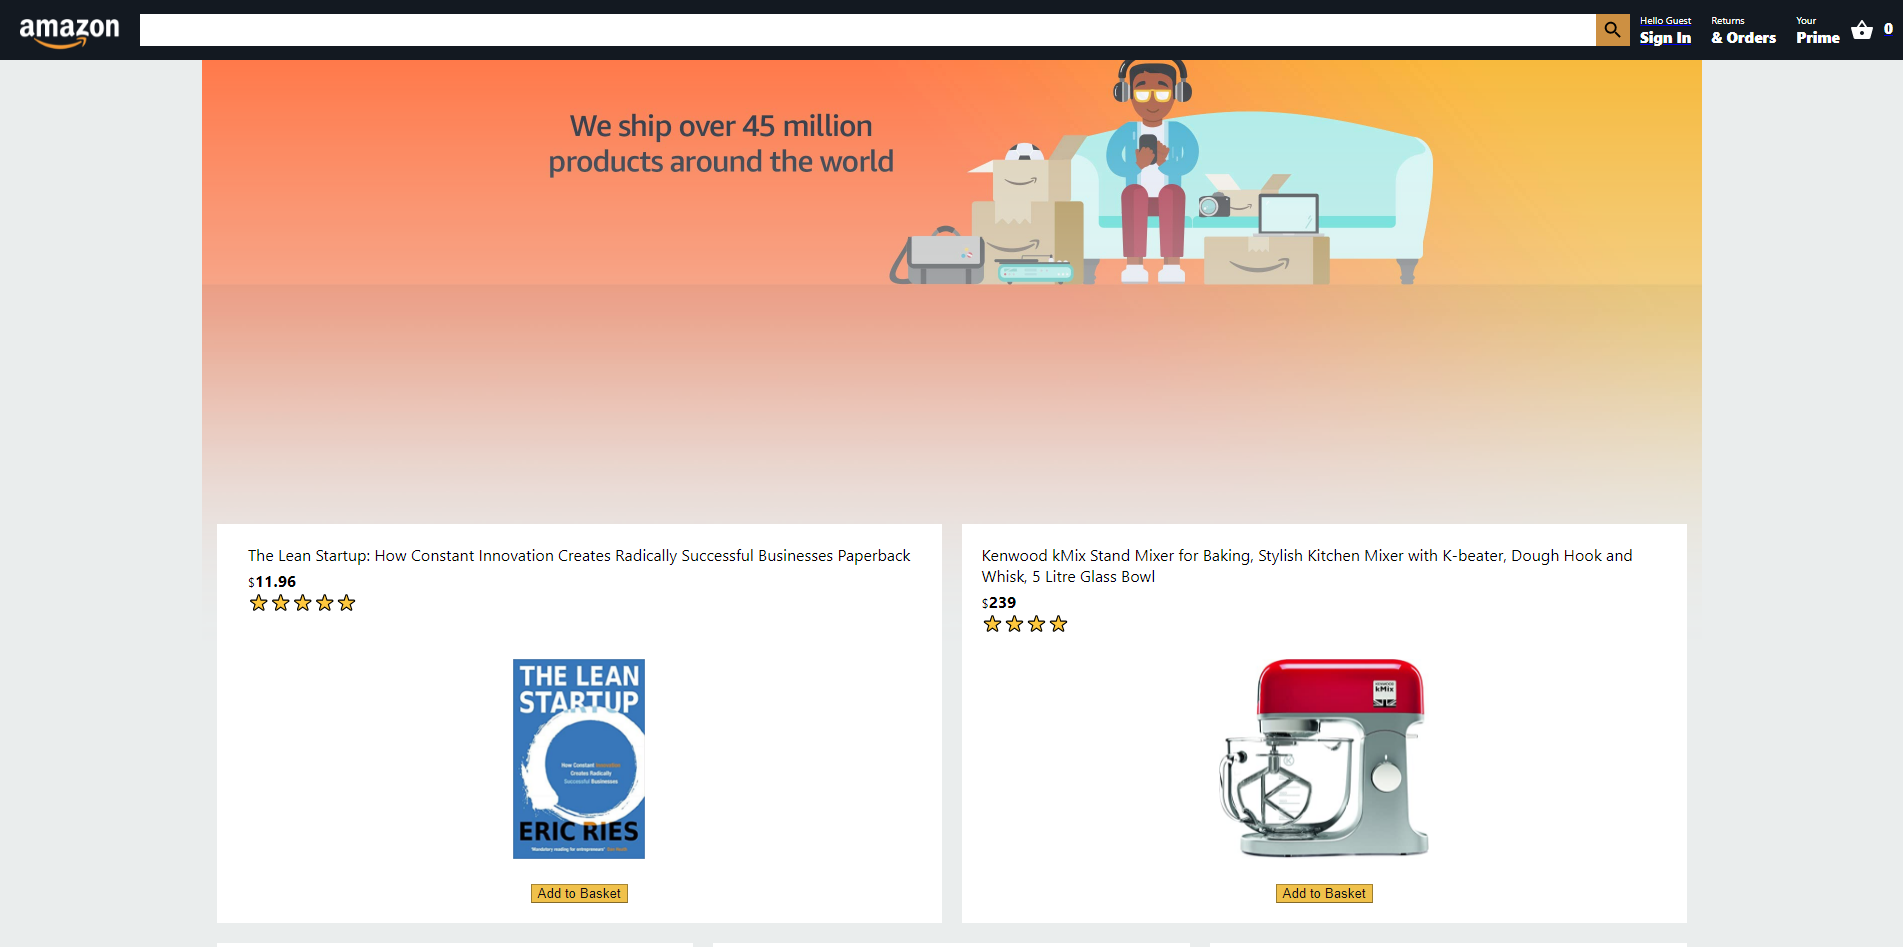 amazon
Hello Guest
Sign In
Returns
& Orders
Your
Prime
0
We ship over 45 million
products around the world
The Lean Startup: How Constant Innovation Creates Radically Successful Businesses Paperback
$11.96
THE LEAN
STARTUP
How Constant Innovation
Creates Radically
Successful Businesses
ERIC RIES
Add to Basket
Kenwood kMix Stand Mixer for Baking, Stylish Kitchen Mixer with K-beater, Dough Hook and
Whisk, 5 Litre Glass Bowl
$239
kMix
Add to Basket